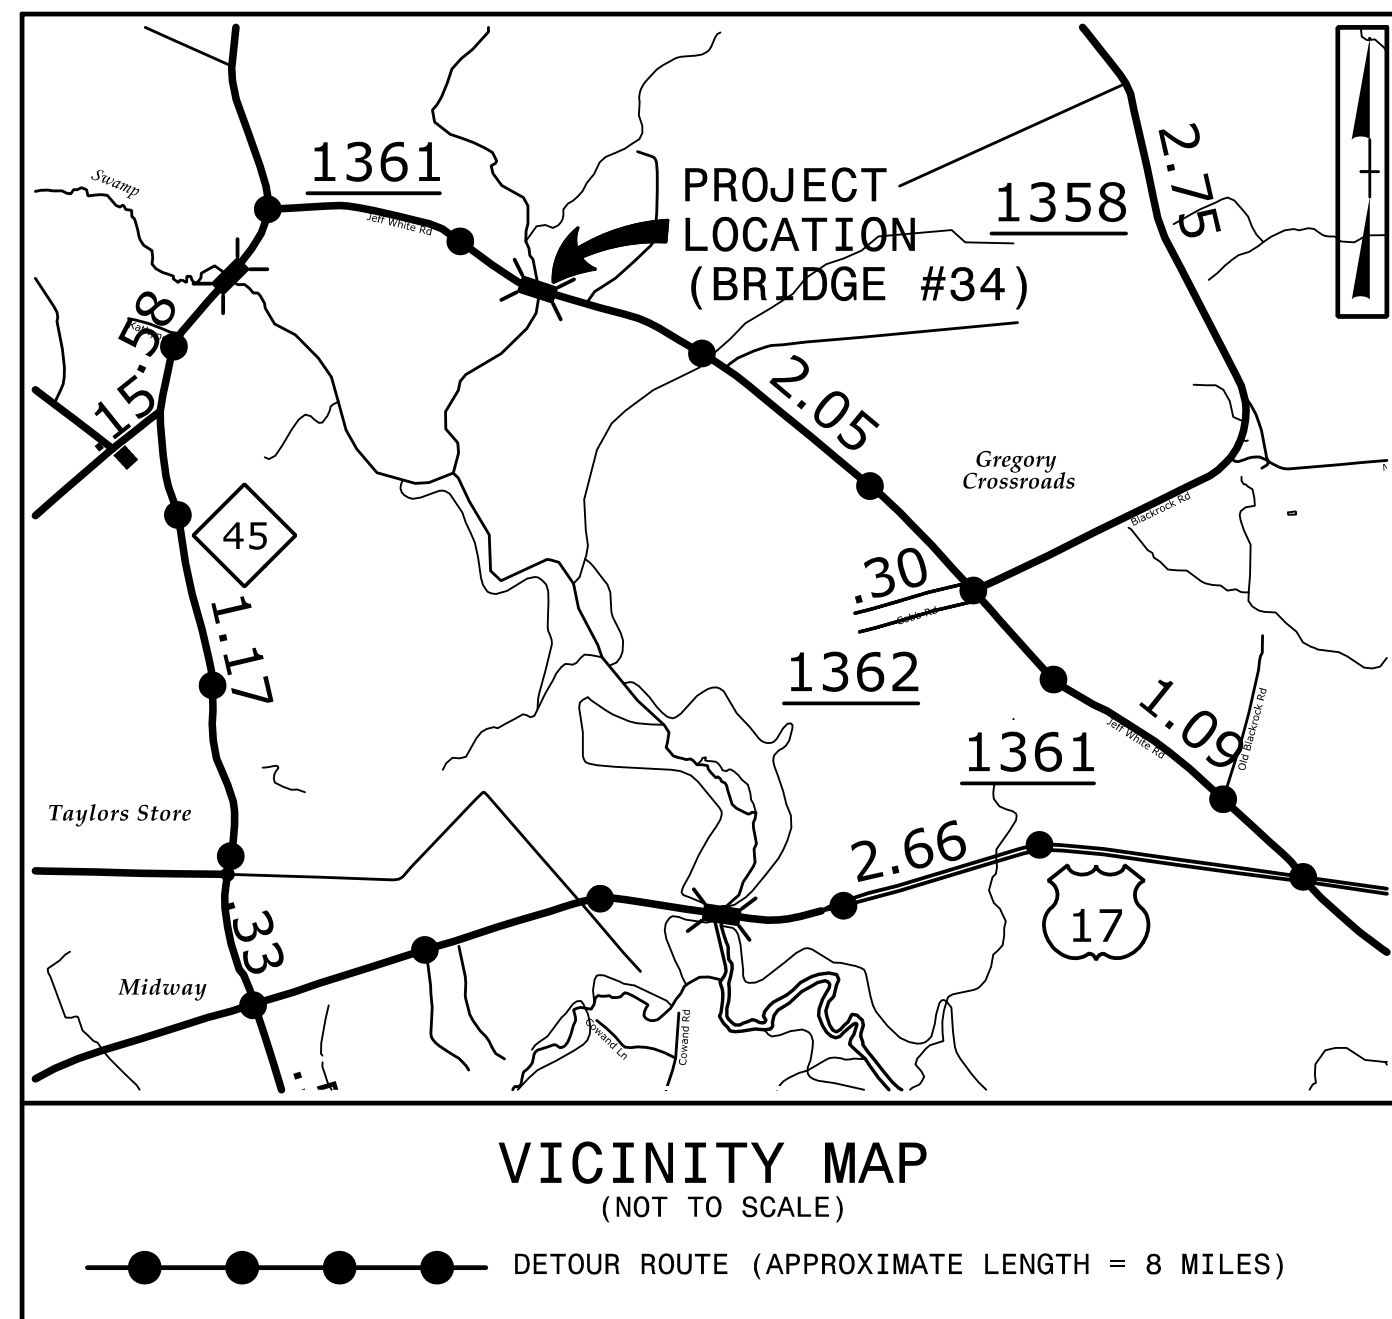 1361
Swamp
Jeff White Rd
PROJECT
LOCATION
(BRIDGE #34)
1358
2.75
.58
.15
2.05
Gregory
Crossroads
Blackrock Rd
45
.30
Cobb Rd
1.17
1362
1.09
Old Blackrock Rd
Jeff White Rd
1361
Taylors Store
2.66
17
.33
Midway
Cowand Ln
Cowand Rd
VICINITY MAP
(NOT TO SCALE)
DETOUR ROUTE (APPROXIMATE LENGTH = 8 MILES)